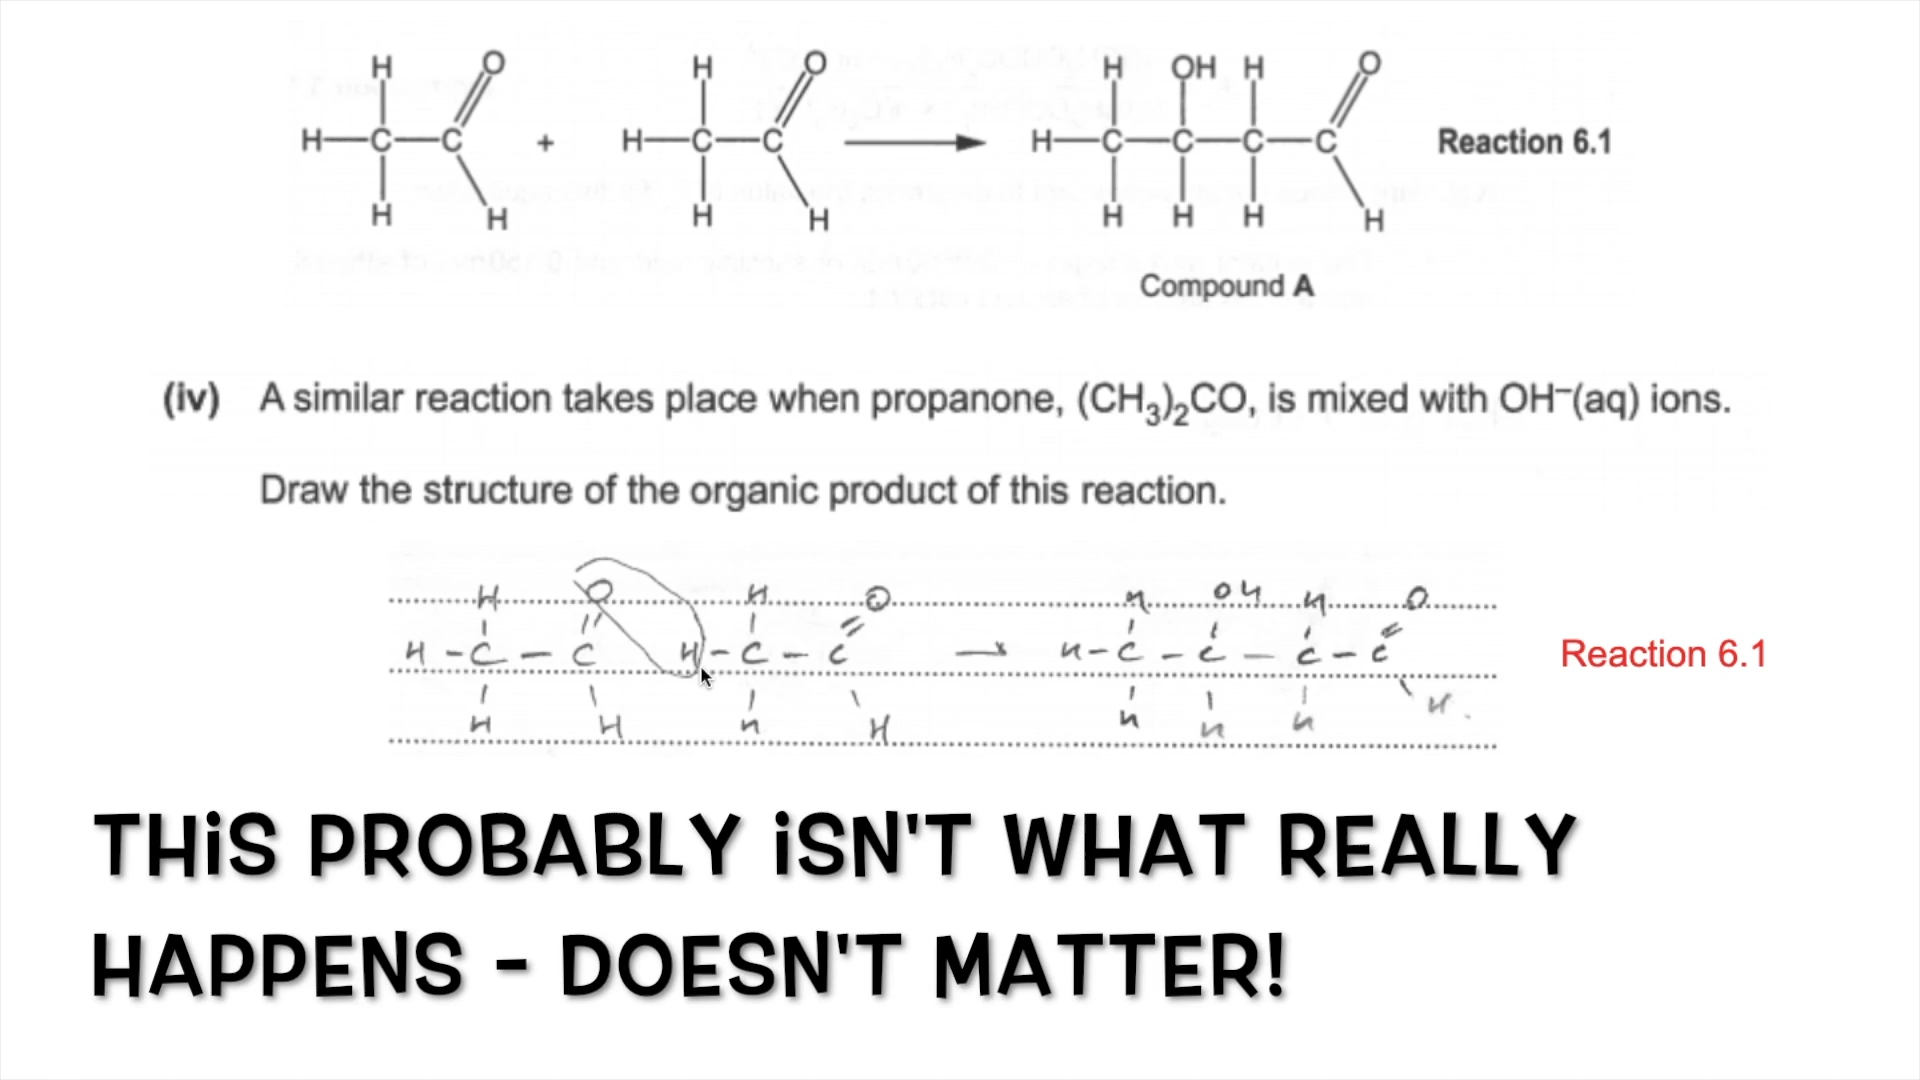 H O H O H OH H O
H C C + H C C H C C C C Reaction 6.1
H H H H H H H H
Compound A
(iv) A similar reaction takes place when propanone, (CH₃)₂CO, is mixed with OH⁻(aq) ions.
Draw the structure of the organic product of this reaction.
H O H O H OH H O
H-C-C H-C-C → H-C-C-C-C Reaction 6.1
H H H H H H H H.
THIS PROBABLY ISN'T WHAT REALLY
HAPPENS - DOESN'T MATTER!